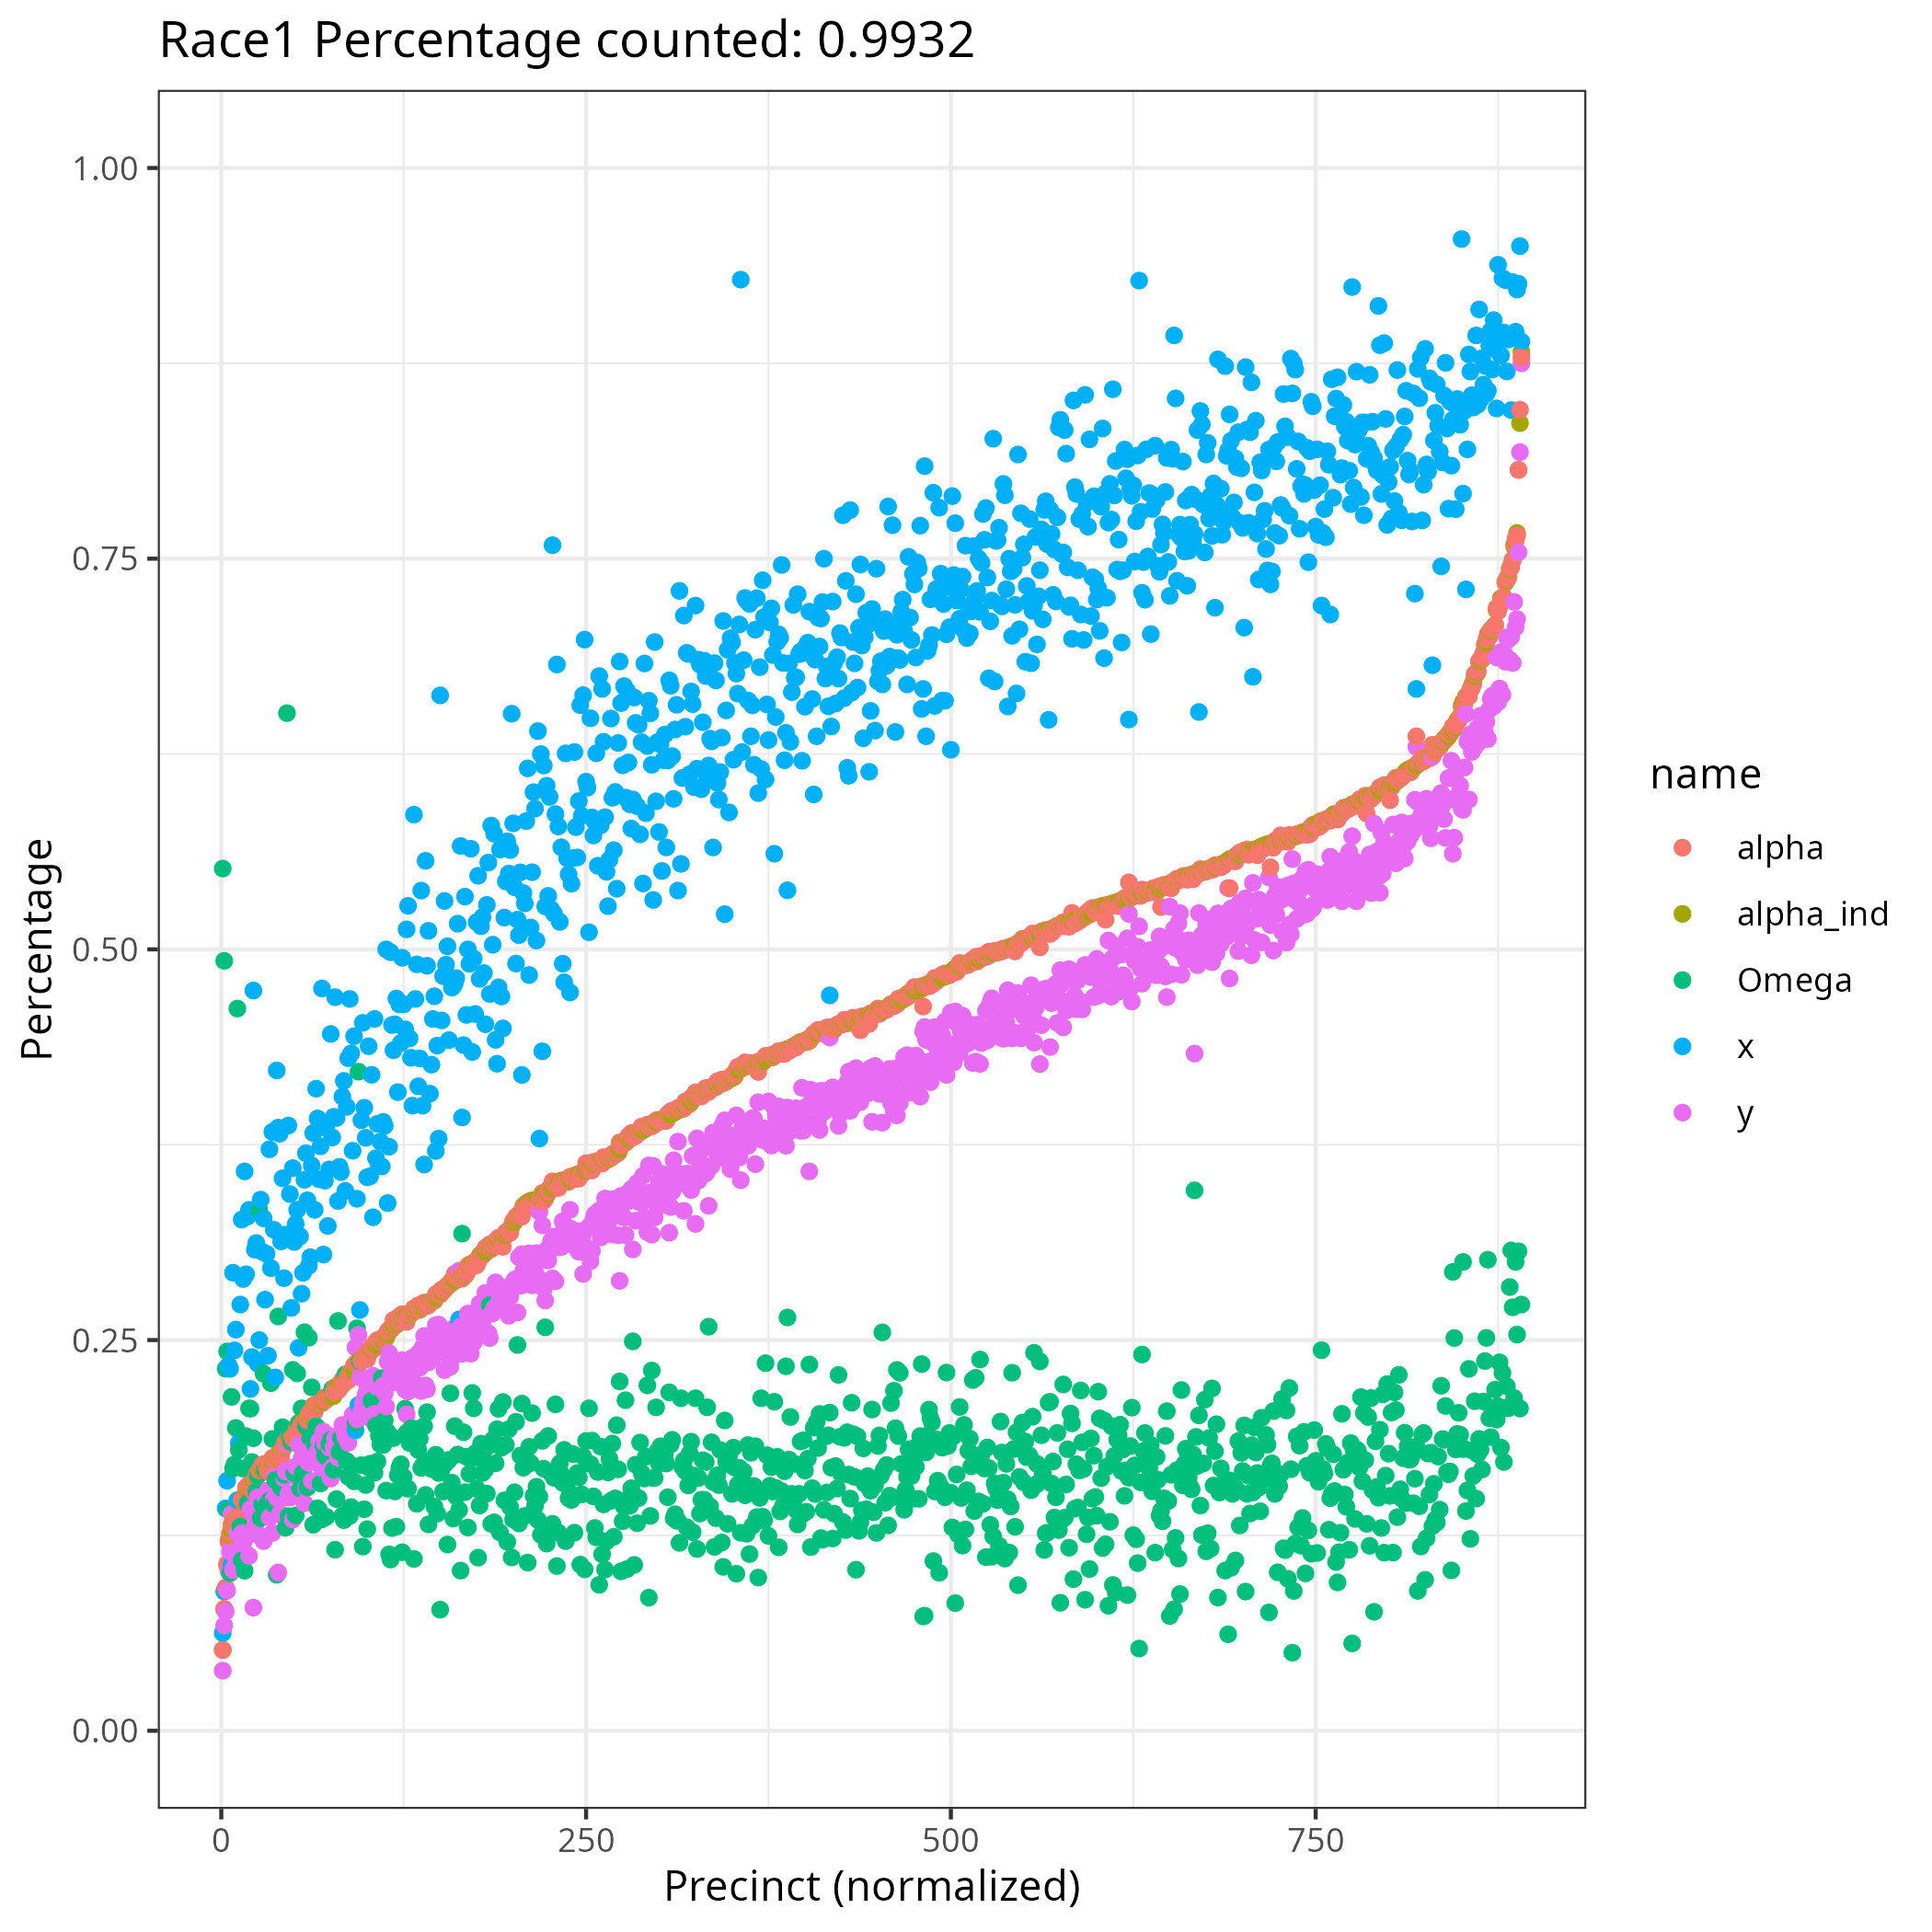 Race1 Percentage counted: 0.9932
1.00
0.75
0.50
0.25
0.00
Percentage
0
250
500
750
Precinct (normalized)
name
alpha
alpha_ind
Omega
x
y